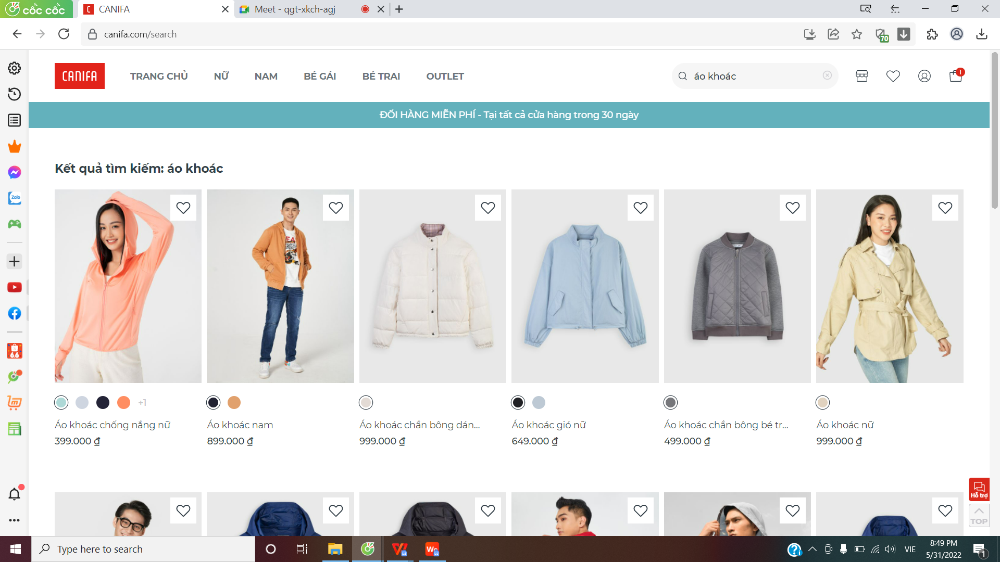 cốc cốc
CANIFA
Meet - qgt-xkch-agj
canifa.com/search
70
CANIFA
TRANG CHỦ
NỮ
NAM
BÉ GÁI
BÉ TRAI
OUTLET
áo khoác
1
ĐỔI HÀNG MIỄN PHÍ - Tại tất cả cửa hàng trong 30 ngày
Kết quả tìm kiếm: áo khoác
Zalo
6.6
+1
Áo khoác chống nắng nữ
399.000 ₫
Áo khoác nam
899.000 ₫
Áo khoác chần bông dán...
999.000 ₫
Áo khoác gió nữ
649.000 ₫
Áo khoác chần bông bé tr...
499.000 ₫
Áo khoác nữ
999.000 ₫
Hỗ trợ
TOP
Type here to search
VIE
8:49 PM
5/31/2022
1